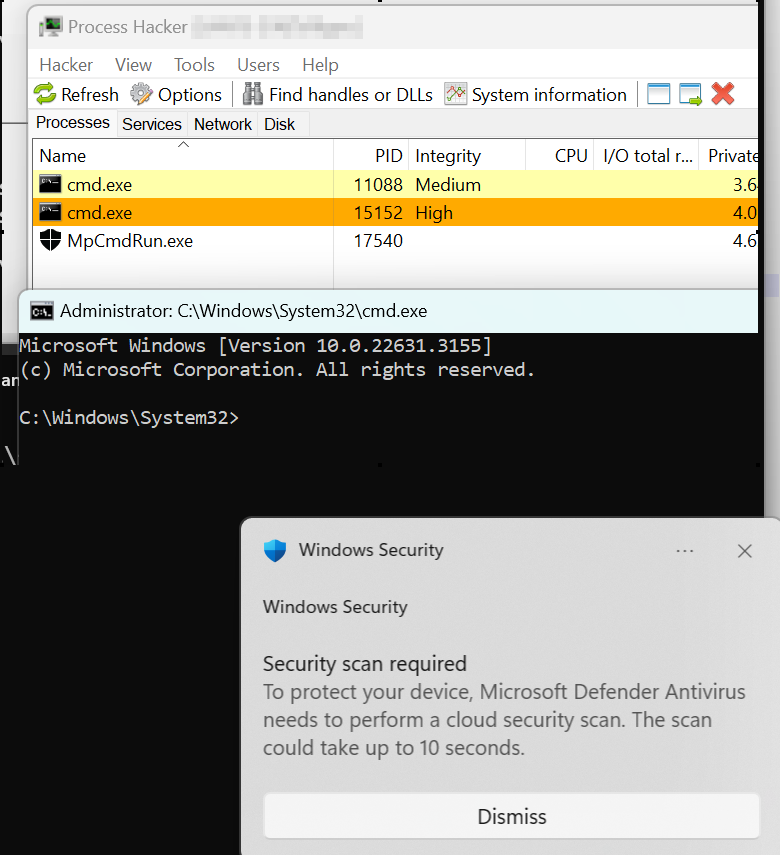 Process Hacker
Hacker View Tools Users Help
Refresh Options Find handles or DLLs System information
Processes Services Network Disk
Name PID Integrity CPU I/O total r... Private
cmd.exe 11088 Medium 3.6
cmd.exe 15152 High 4.0
MpCmdRun.exe 17540 4.6
Administrator: C:\Windows\System32\cmd.exe
Microsoft Windows [Version 10.0.22631.3155]
(c) Microsoft Corporation. All rights reserved.
C:\Windows\System32>
Windows Security
Windows Security
Security scan required
To protect your device, Microsoft Defender Antivirus
needs to perform a cloud security scan. The scan
could take up to 10 seconds.
Dismiss